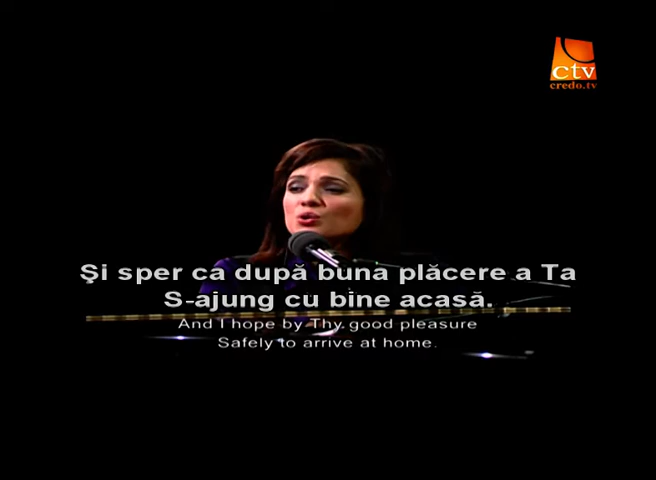 ctv
credo.tv
Şi sper ca după buna plăcere a Ta
S-ajung cu bine acasă.
And I hope by Thy good pleasure
Safely to arrive at home.